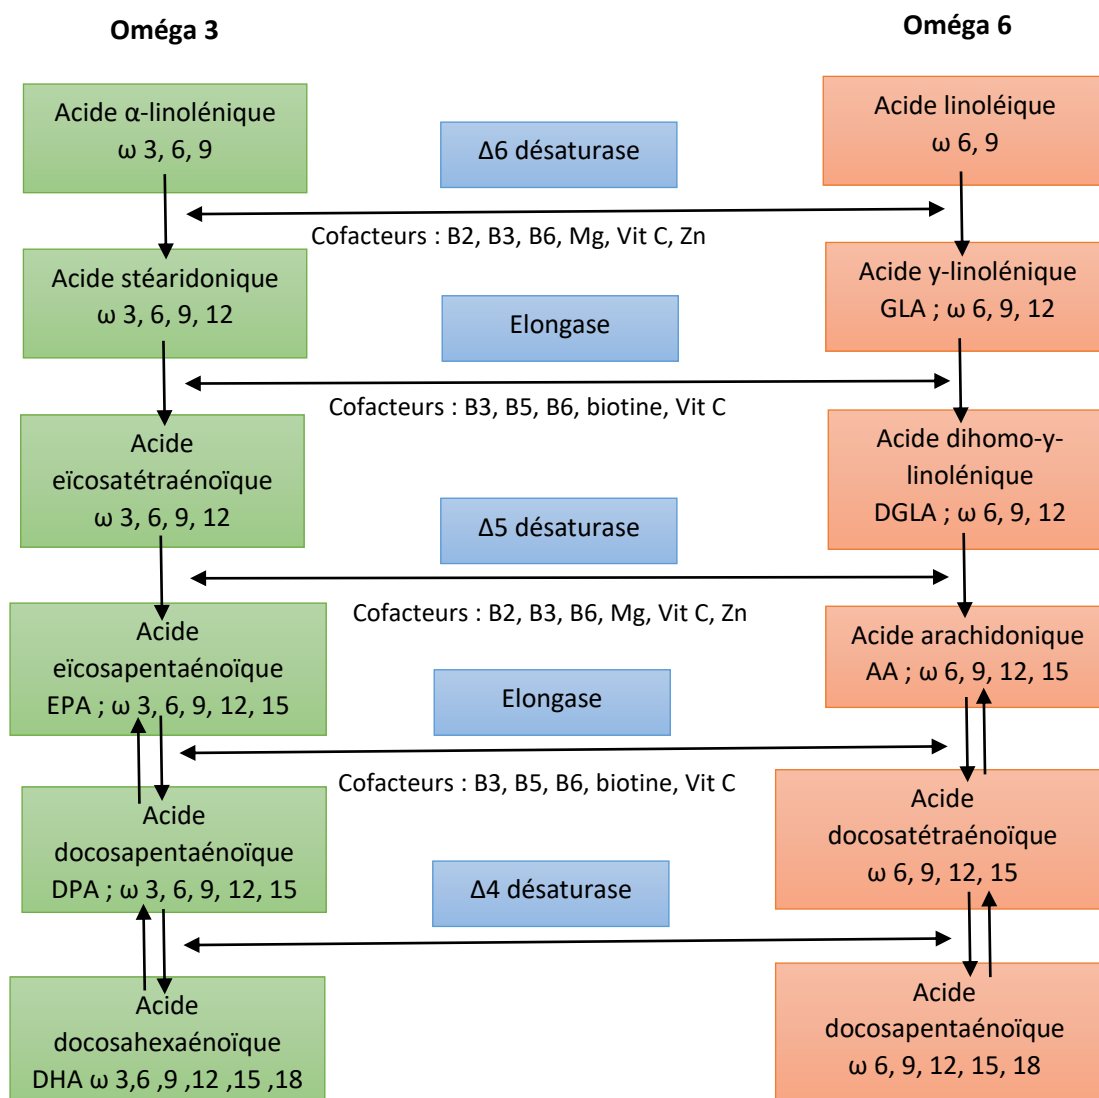 Oméga 3
Oméga 6
Acide α-linolénique
ω 3, 6, 9
Δ6 désaturase
Acide linoléique
ω 6, 9
Cofacteurs : B2, B3, B6, Mg, Vit C, Zn
Acide stéaridonique
ω 3, 6, 9, 12
Elongase
Acide y-linolénique
GLA ; ω 6, 9, 12
Cofacteurs : B3, B5, B6, biotine, Vit C
Acide
eïcosatétraénoïque
ω 3, 6, 9, 12
Δ5 désaturase
Acide dihomo-y-
linolénique
DGLA ; ω 6, 9, 12
Cofacteurs : B2, B3, B6, Mg, Vit C, Zn
Acide
eïcosapentaénoïque
EPA ; ω 3, 6, 9, 12, 15
Elongase
Acide arachidonique
AA ; ω 6, 9, 12, 15
Cofacteurs : B3, B5, B6, biotine, Vit C
Acide
docosapentaénoïque
DPA ; ω 3, 6, 9, 12, 15
Δ4 désaturase
Acide
docosatétraénoïque
ω 6, 9, 12, 15
Acide
docosahexaénoïque
DHA ω 3,6 ,9 ,12 ,15 ,18
Acide
docosapentaénoïque
ω 6, 9, 12, 15, 18